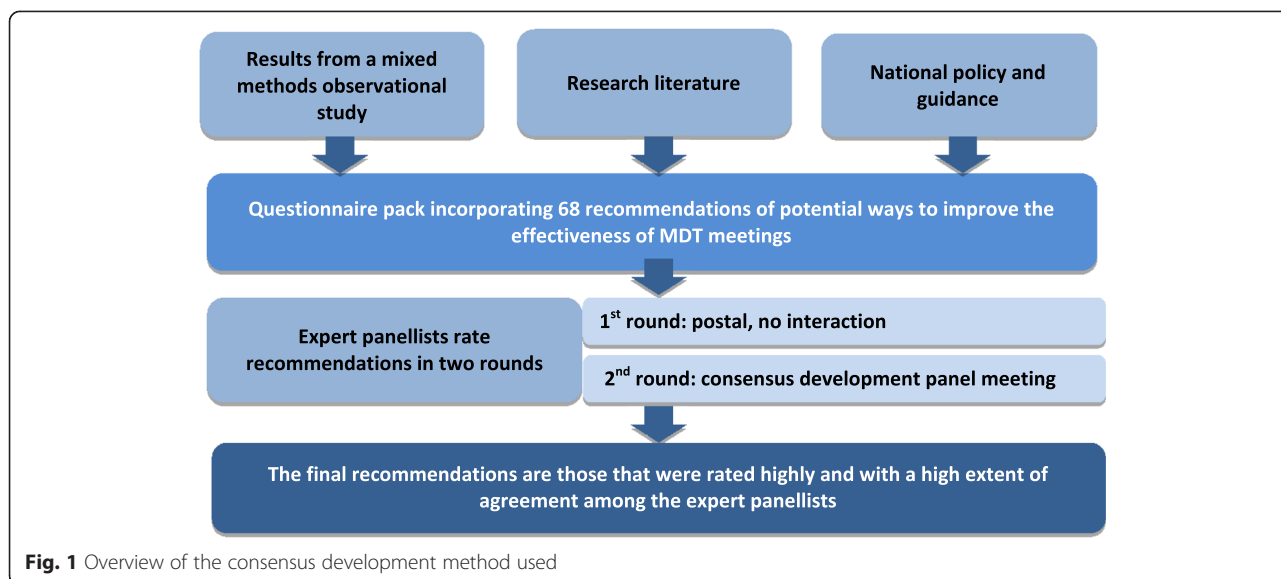 Results from a mixed
methods observational
study
Research literature
National policy and
guidance
Questionnaire pack incorporating 68 recommendations of potential ways to improve the
effectiveness of MDT meetings
Expert panellists rate
recommendations in two rounds
1st round: postal, no interaction
2nd round: consensus development panel meeting
The final recommendations are those that were rated highly and with a high extent of
agreement among the expert panellists
Fig. 1 Overview of the consensus development method used